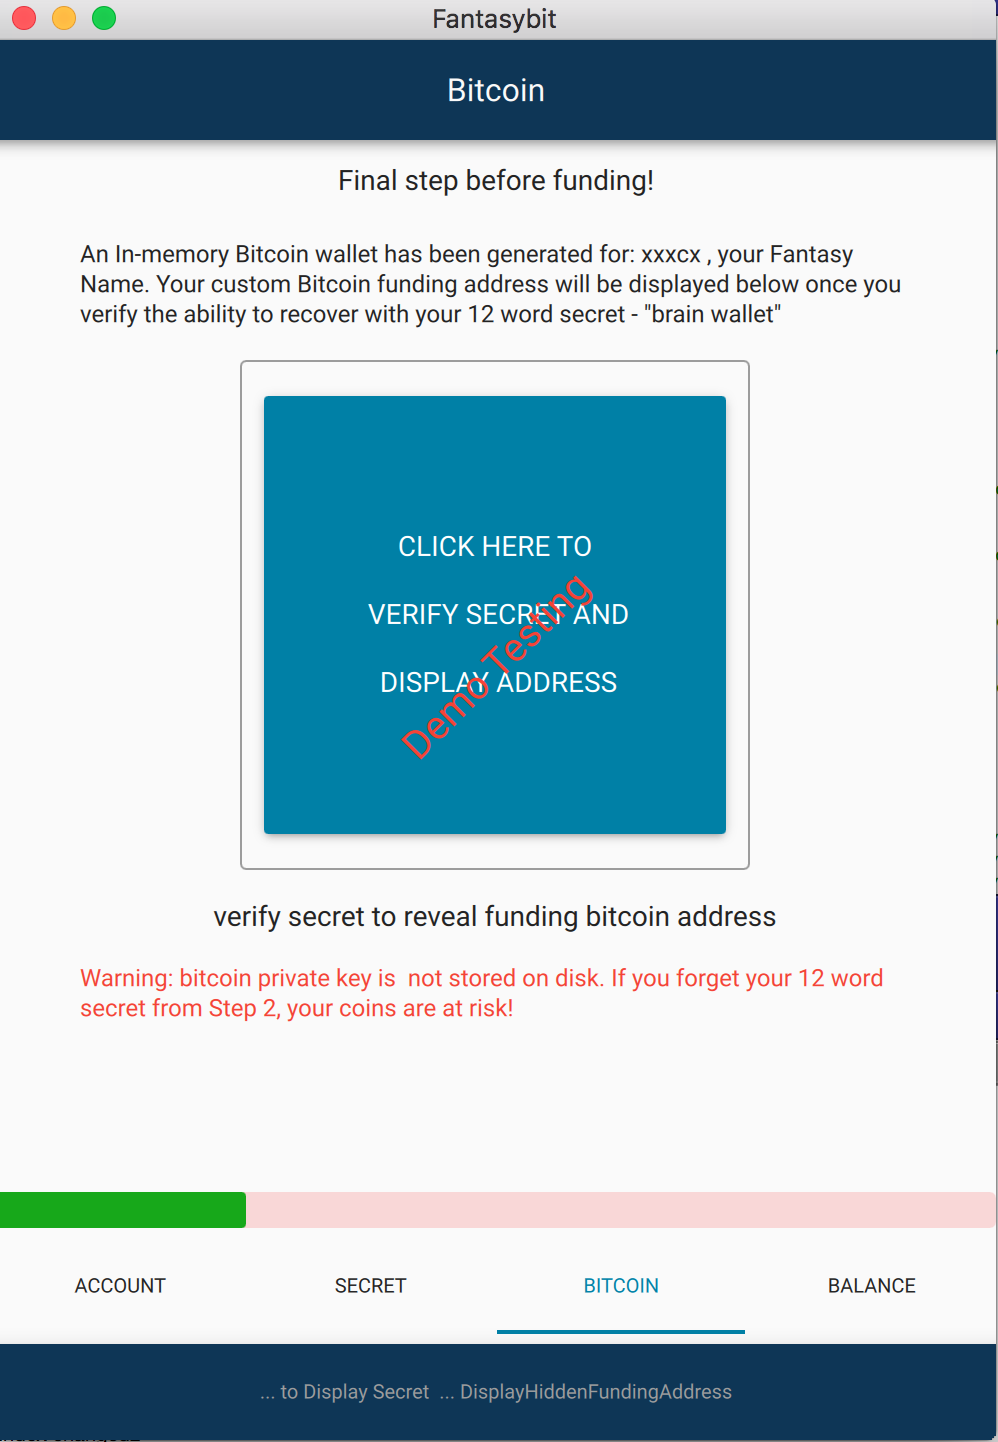 Fantasybit
Bitcoin
Final step before funding!
An In-memory Bitcoin wallet has been generated for: xxxcx , your Fantasy
Name. Your custom Bitcoin funding address will be displayed below once you
verify the ability to recover with your 12 word secret - "brain wallet"
CLICK HERE TO
VERIFY SECRET AND
DISPLAY ADDRESS
Demo Testing
verify secret to reveal funding bitcoin address
Warning: bitcoin private key is  not stored on disk. If you forget your 12 word
secret from Step 2, your coins are at risk!
ACCOUNT
SECRET
BITCOIN
BALANCE
... to Display Secret  ... DisplayHiddenFundingAddress